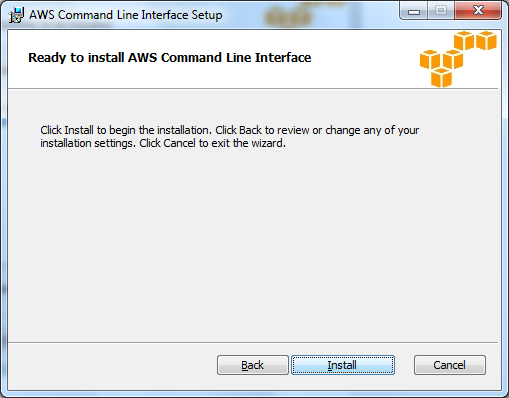 AWS Command Line Interface Setup
Ready to install AWS Command Line Interface
Click Install to begin the installation. Click Back to review or change any of your
installation settings. Click Cancel to exit the wizard.
Back Install Cancel